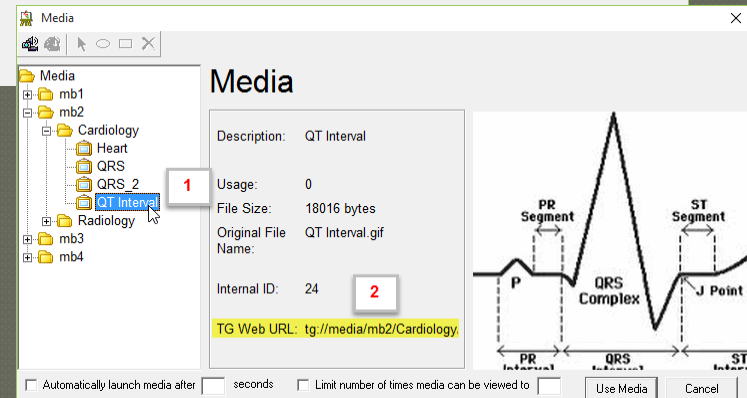 Media
Media
mb1
mb2
Cardiology
Heart
QRS
QRS_2
QT Interval
Radiology
mb3
mb4
1
Media
Description: QT Interval
Usage: 0
File Size: 18016 bytes
Original File Name: QT Interval.gif
Internal ID: 24
2
TG Web URL: tg://media/mb2/Cardiology.
PR
Segment
ST
Segment
P
QRS
Complex
J Point
PR
Interval
QRS
Interval
ST
Automatically launch media after seconds
Limit number of times media can be viewed to
Use Media
Cancel